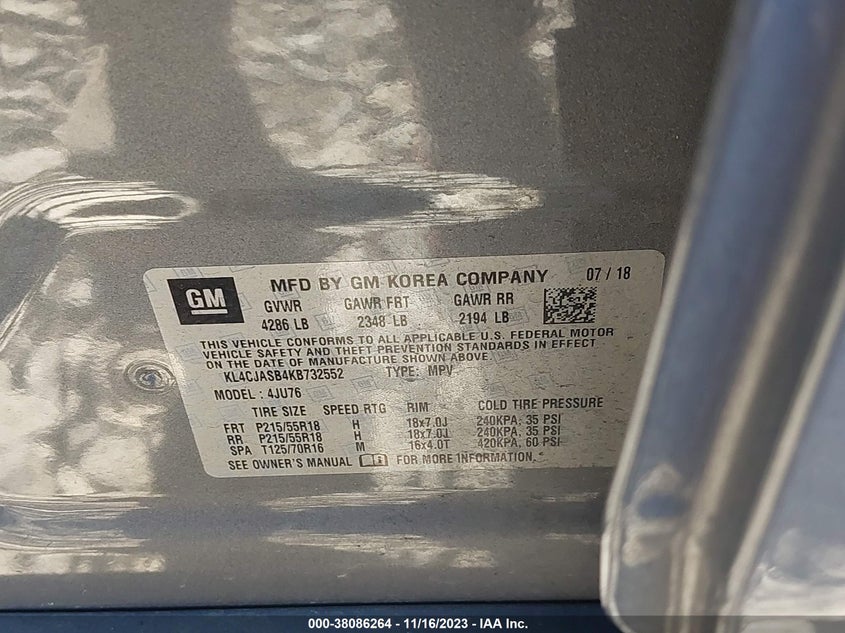 GM
MFD BY GM KOREA COMPANY 07 / 18
GVWR GAWR FRT GAWR RR
4286 LB 2348 LB 2194 LB
THIS VEHICLE CONFORMS TO ALL APPLICABLE U.S. FEDERAL MOTOR
VEHICLE SAFETY AND THEFT PREVENTION STANDARDS IN EFFECT
ON THE DATE OF MANUFACTURE SHOWN ABOVE.
KL4CJASB4KB732552 TYPE: MPV
MODEL : 4JU76
TIRE SIZE SPEED RTG RIM COLD TIRE PRESSURE
FRT P215/55R18 H 18x7.0J 240KPA, 35 PSI
RR P215/55R18 H 18x7.0J 240KPA, 35 PSI
SPA T125/70R16 M 16x4.0T 420KPA, 60 PSI
SEE OWNER'S MANUAL FOR MORE INFORMATION.
000-38086264 - 11/16/2023 - IAA Inc.